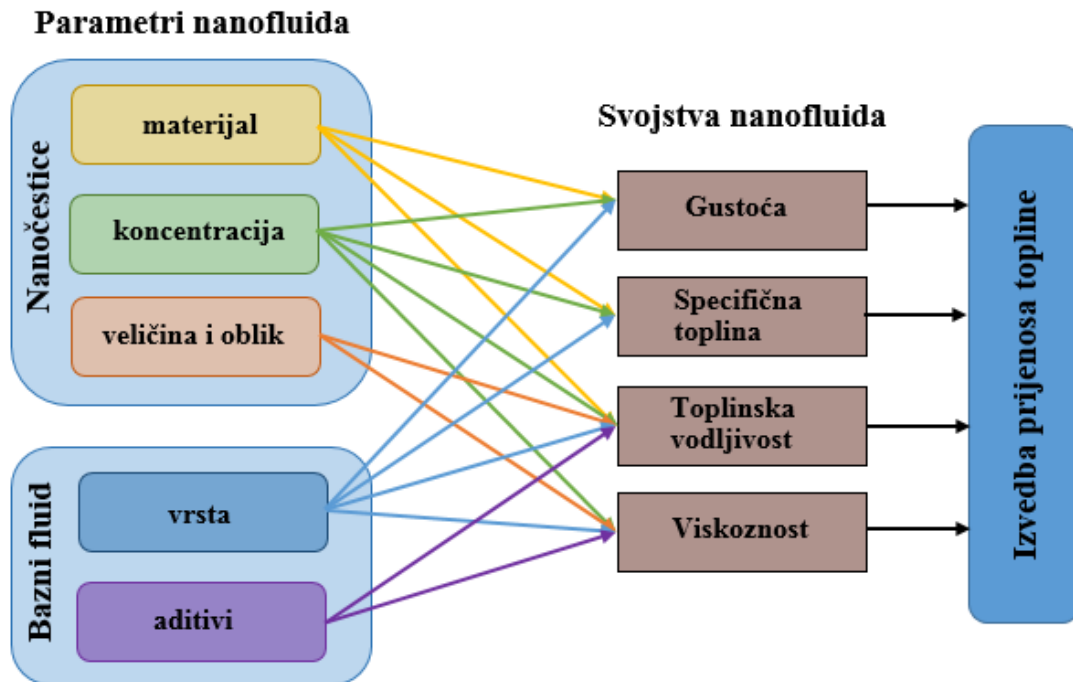 Parametri nanofluida
Nanočestice
materijal
koncentracija
veličina i oblik
Bazni fluid
vrsta
aditivi
Svojstva nanofluida
Gustoća
Specifična
toplina
Toplinska
vodljivost
Viskoznost
Izvedba prijenosa topline